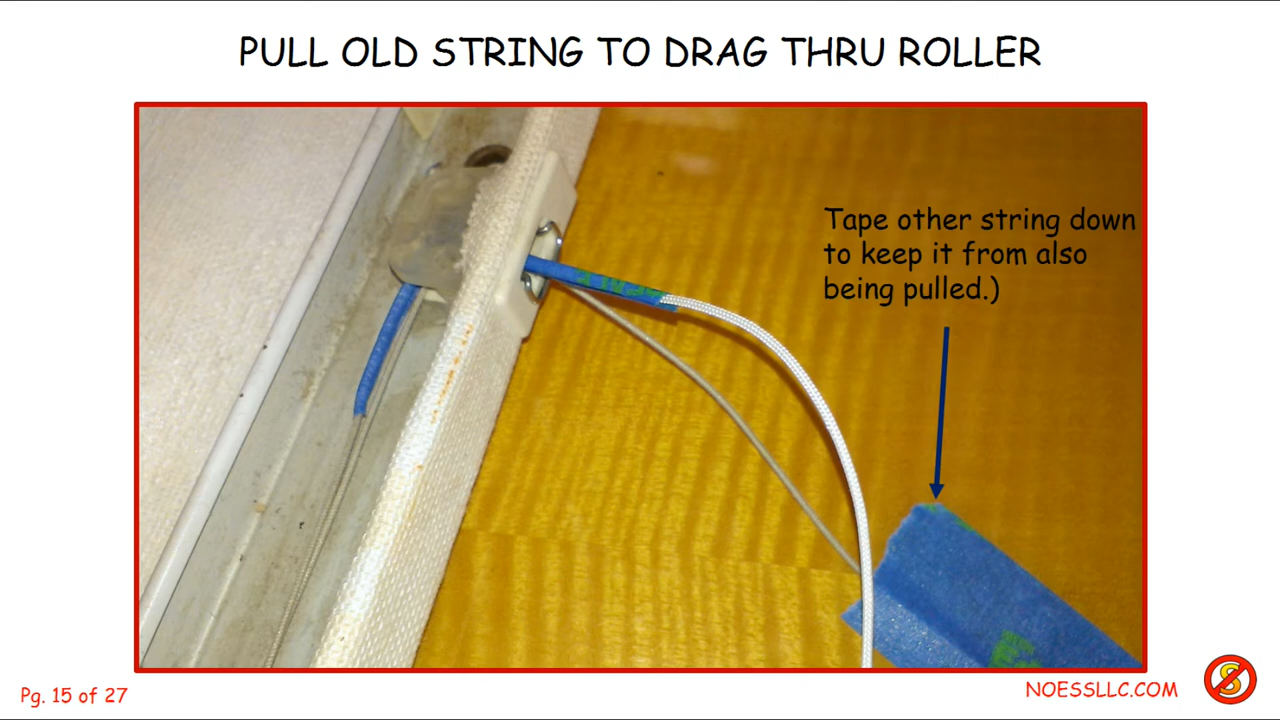 PULL OLD STRING TO DRAG THRU ROLLER
Tape other string down
to keep it from also
being pulled.)
Pg. 15 of 27
NOESSLLC.COM
S